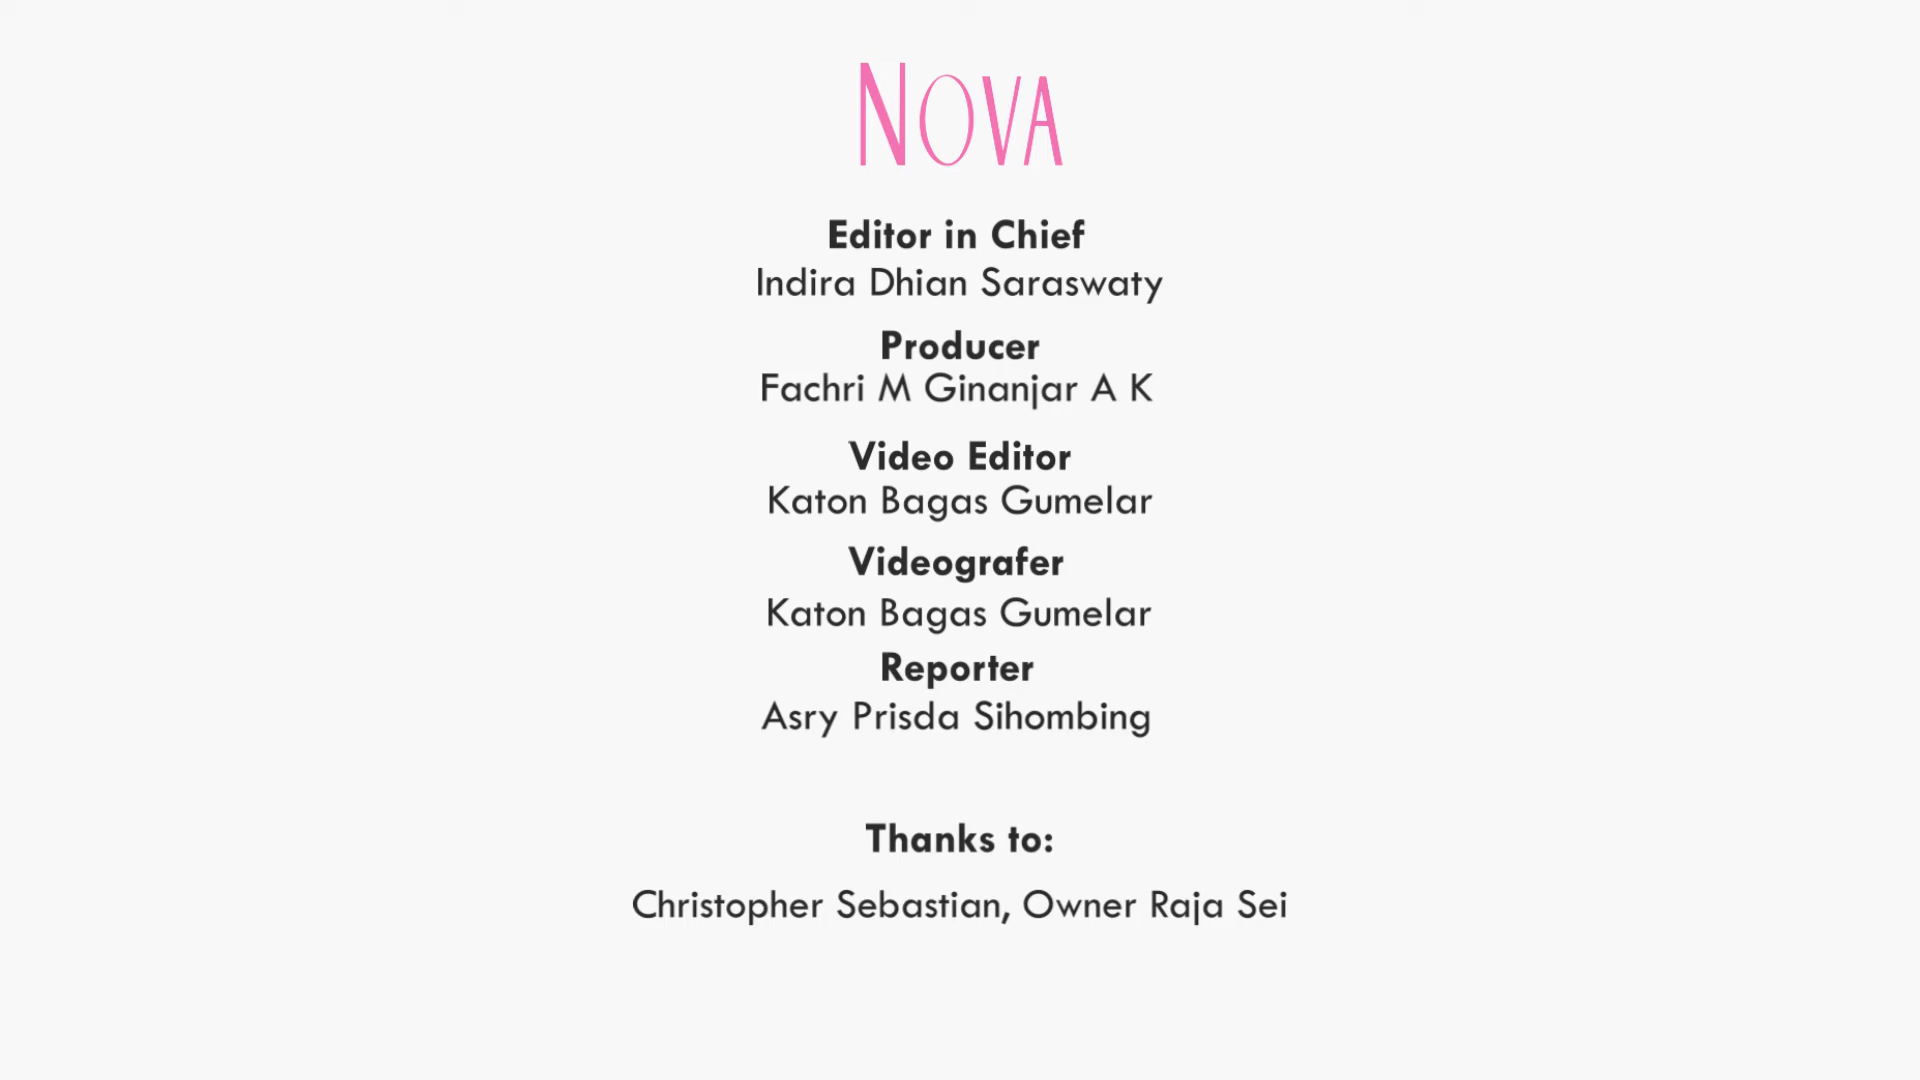 NOVA
Editor in Chief
Indira Dhian Saraswaty
Producer
Fachri M Ginanjar A K
Video Editor
Katon Bagas Gumelar
Videografer
Katon Bagas Gumelar
Reporter
Asry Prisda Sihombing
Thanks to:
Christopher Sebastian, Owner Raja Sei